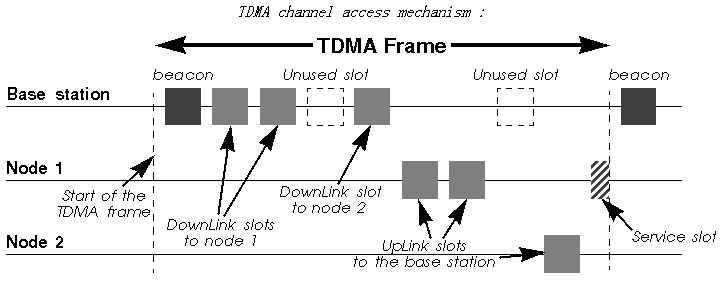 TDMA channel access mechanism :
TDMA Frame
beacon
Unused slot
Unused slot
beacon
Base station
Node 1
Start of the
TDMA frame
DownLink slots
to node 1
DownLink slot
to node 2
UpLink slots
to the base station
Service slot
Node 2